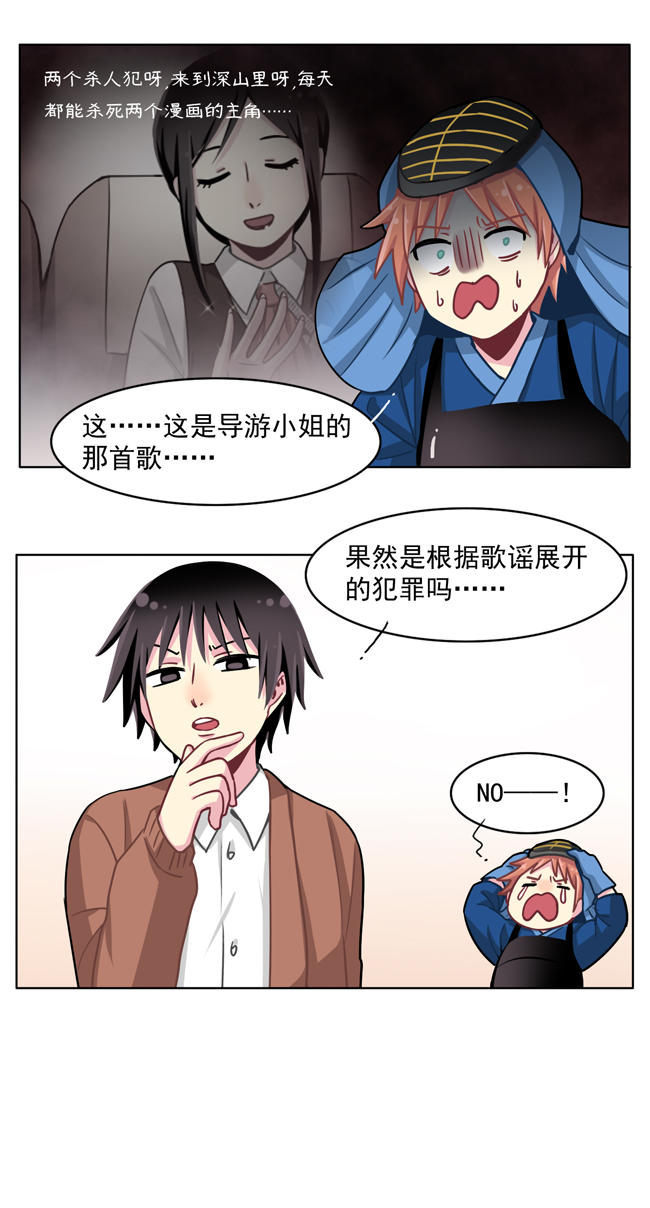 两个杀人犯呀,来到深山里呀,每天
都能杀死两个漫画的主角……
这……这是导游小姐的
那首歌……
果然是根据歌谣展开
的犯罪吗……
NO——!